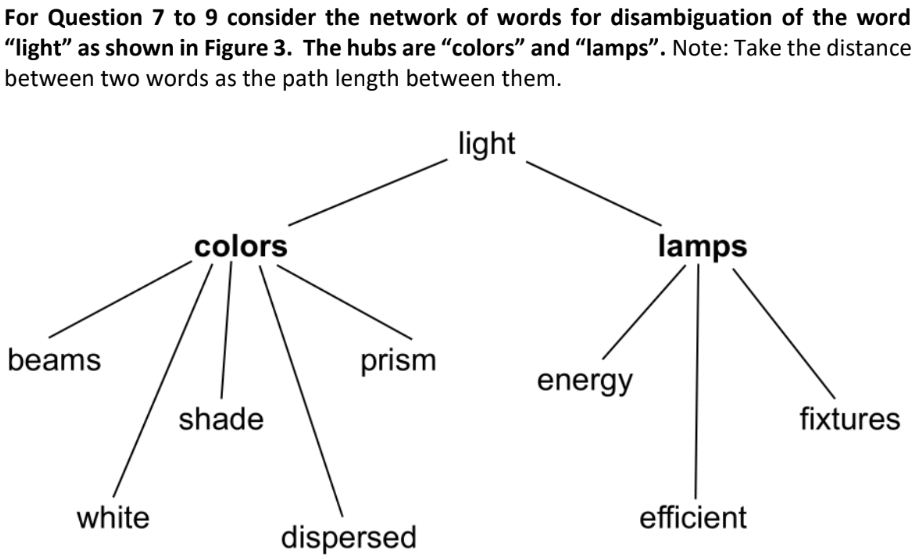 For Question 7 to 9 consider the network of words for disambiguation of the word
“light” as shown in Figure 3. The hubs are “colors” and “lamps”. Note: Take the distance
between two words as the path length between them.
light
colors
lamps
beams
prism
energy
shade
fixtures
white
efficient
dispersed